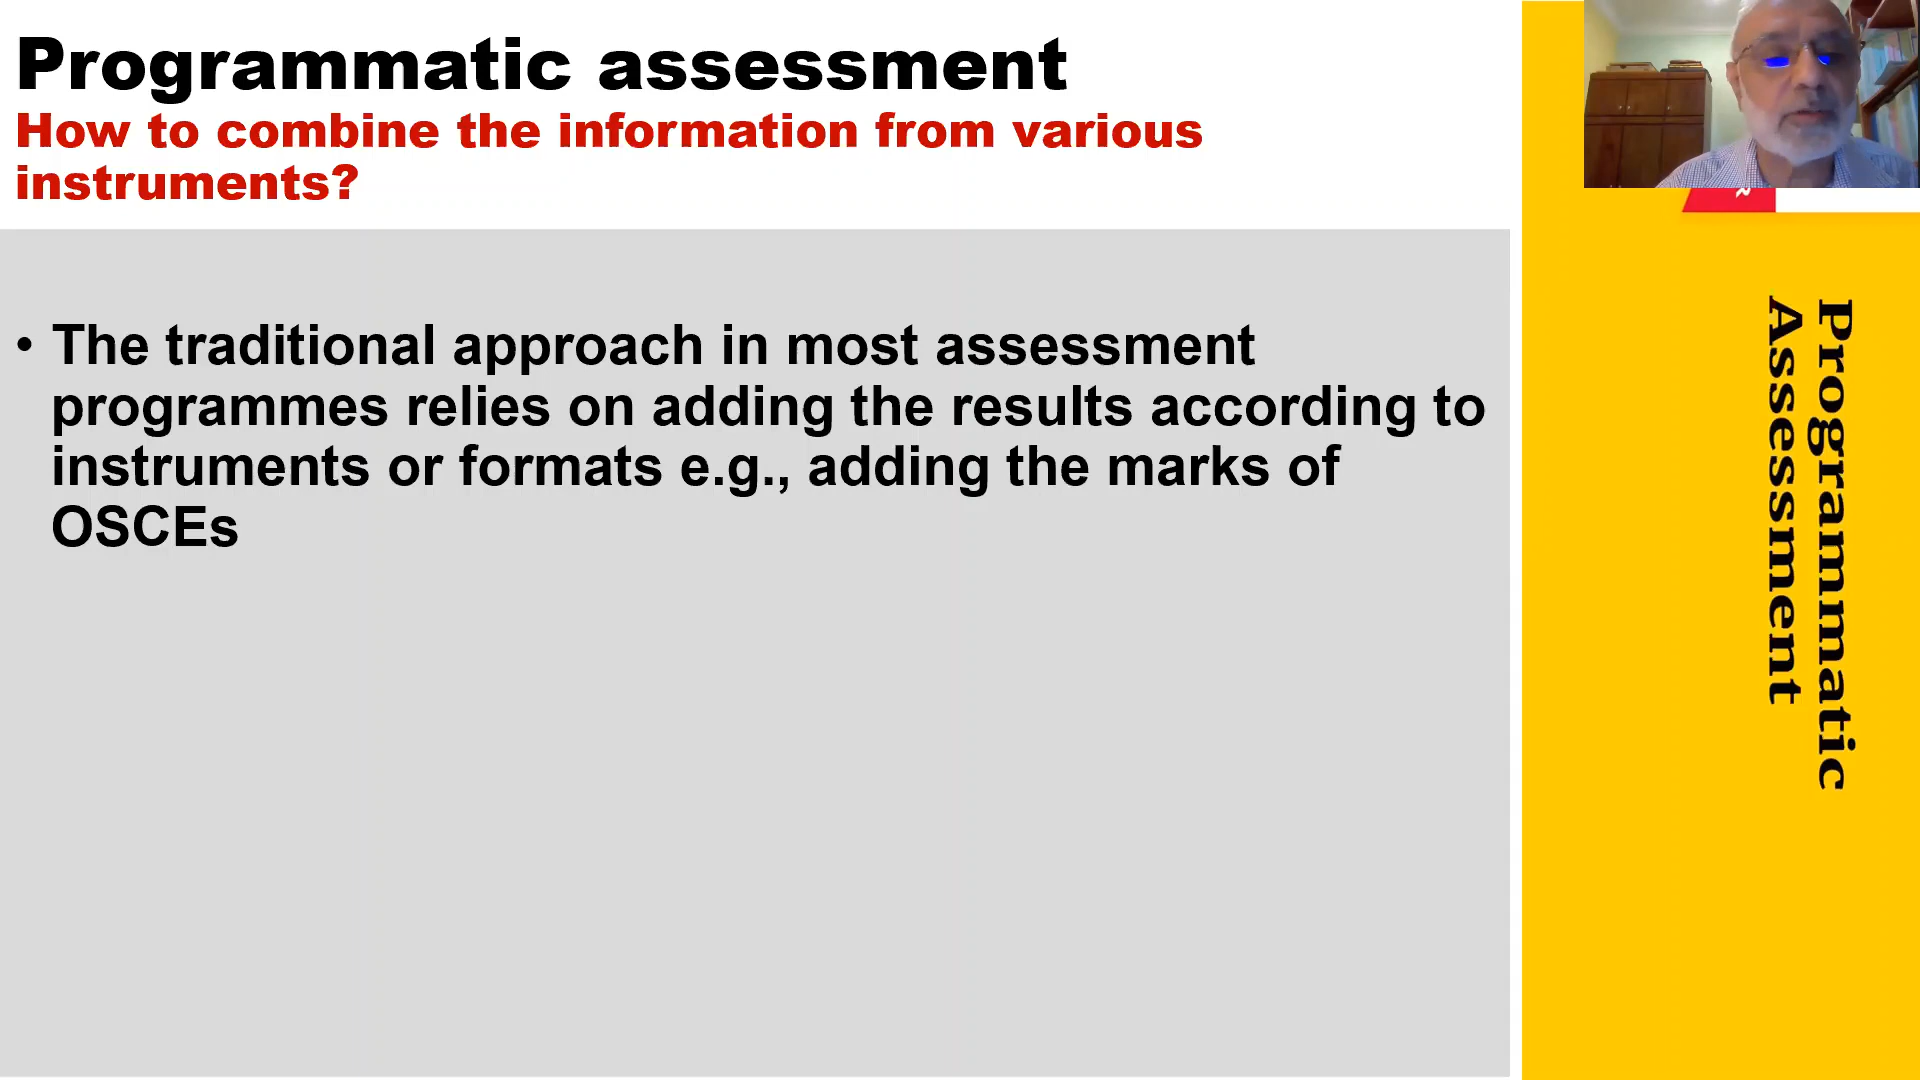 Programmatic assessment
How to combine the information from various
instruments?
• The traditional approach in most assessment
programmes relies on adding the results according to
instruments or formats e.g., adding the marks of
OSCEs
Programmatic
Assessment